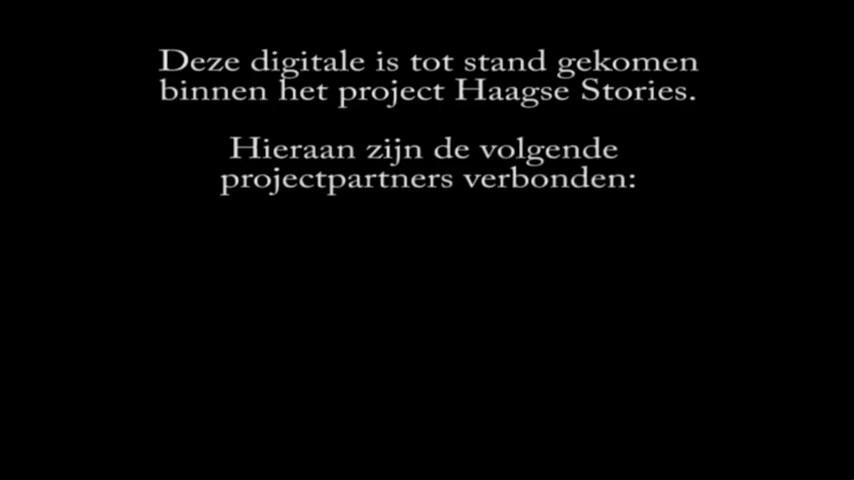 Deze digitale is tot stand gekomen
binnen het project Haagse Stories.
Hieraan zijn de volgende
projectpartners verbonden: